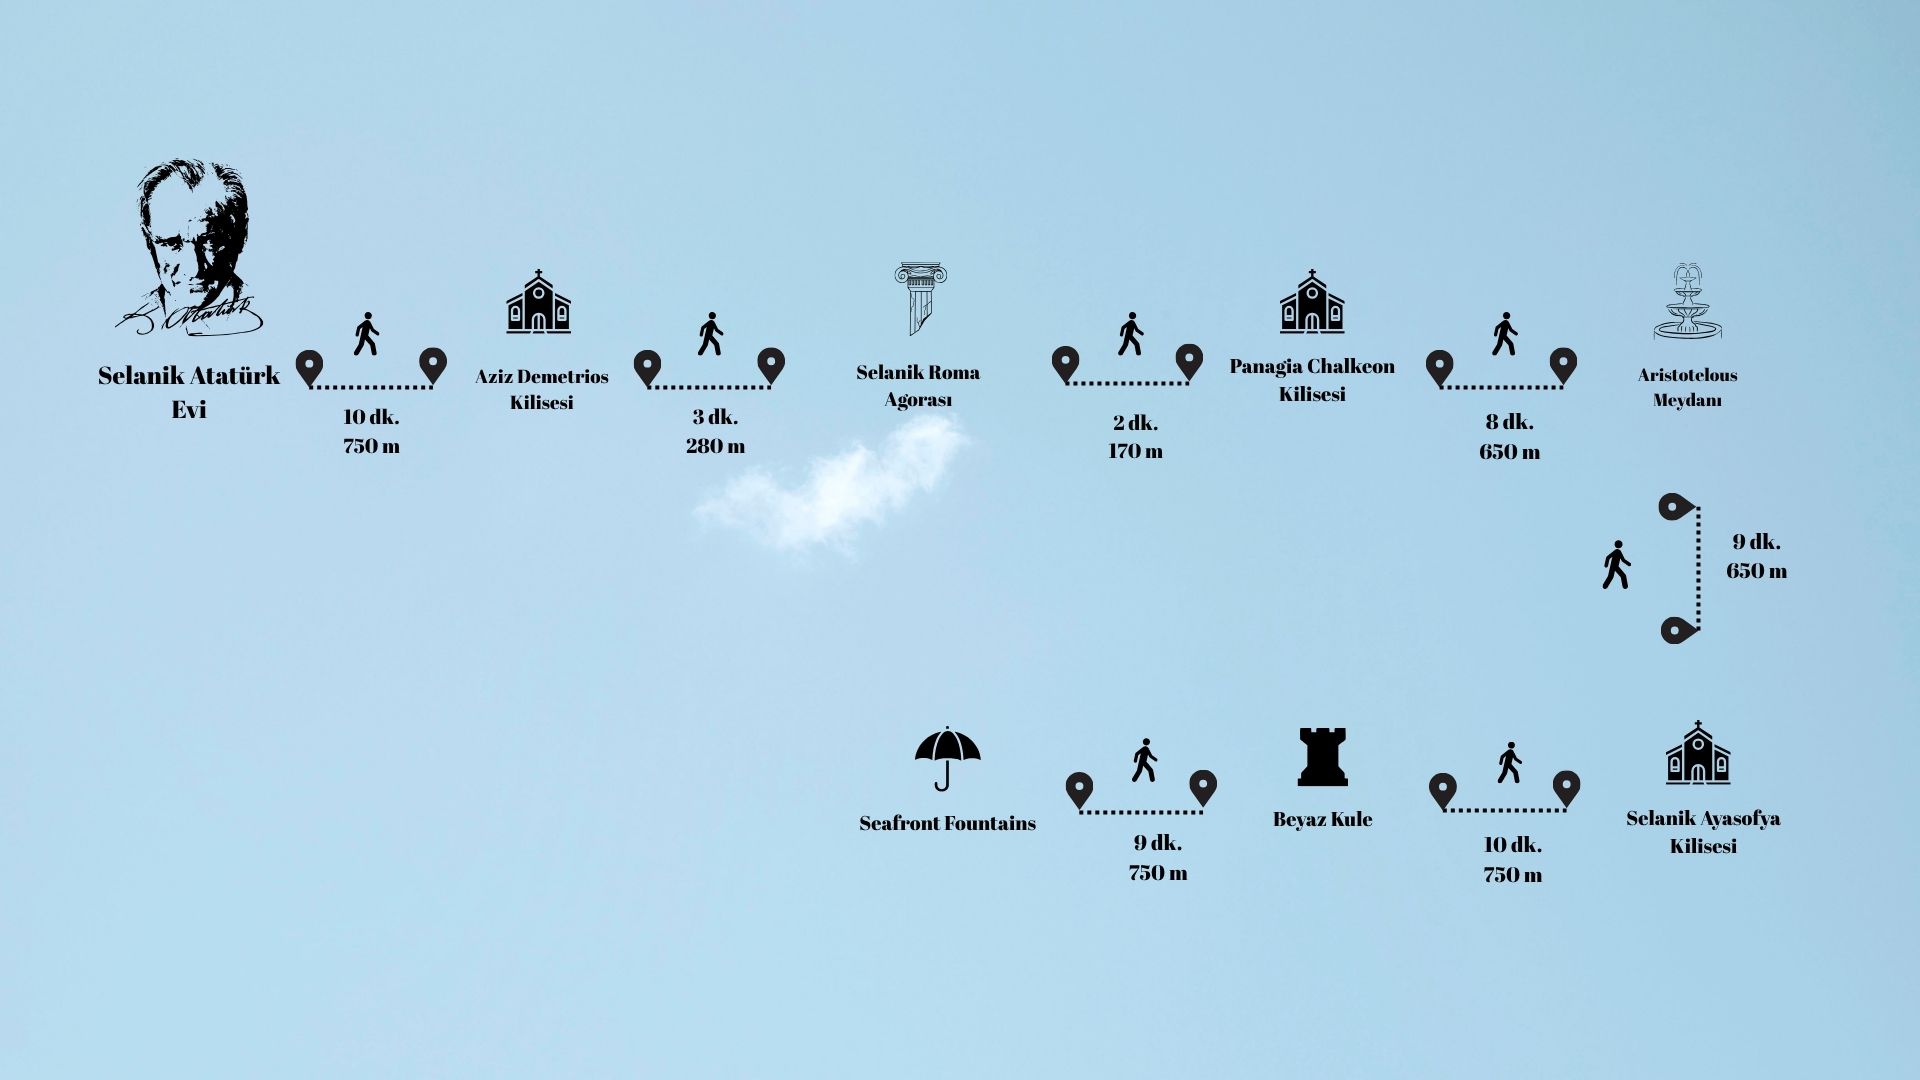 Selanik Atatürk
Evi
10 dk.
750 m
Aziz Demetrios
Kilisesi
3 dk.
280 m
Selanik Roma
Agorası
2 dk.
170 m
Panagia Chalkeon
Kilisesi
8 dk.
650 m
Aristotelous
Meydanı
9 dk.
650 m
Selanik Ayasofya
Kilisesi
10 dk.
750 m
Beyaz Kule
9 dk.
750 m
Seafront Fountains